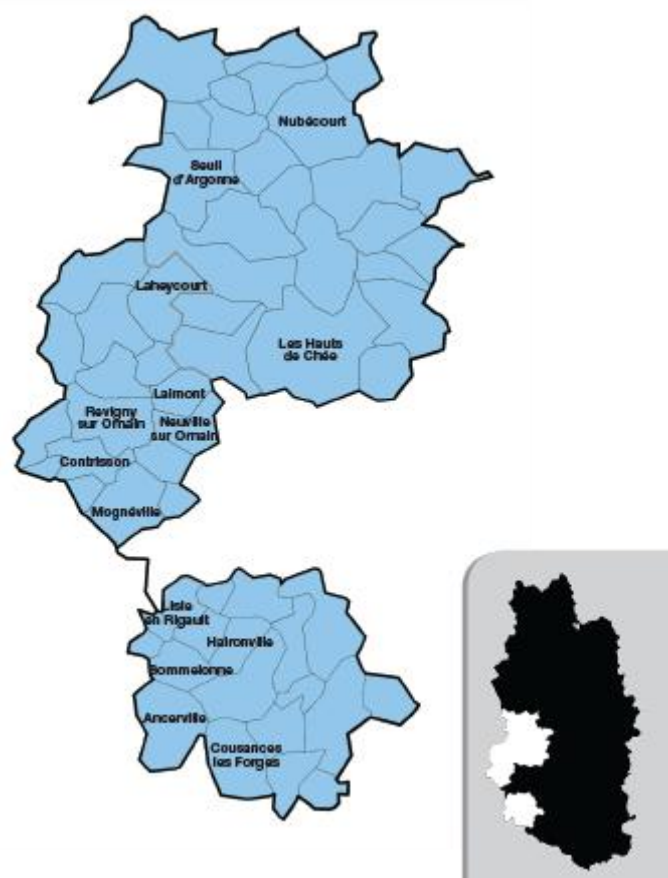 Nubécourt
Seuil
d'Argonne
Laheycourt
Les Hauts
de Chée
Laimont
Revigny
sur Ornain
Neuville
sur Ornain
Contrisson
Mognéville
Lisle
en Rigault
Haironville
Sommelonne
Ancerville
Cousances
les Forges